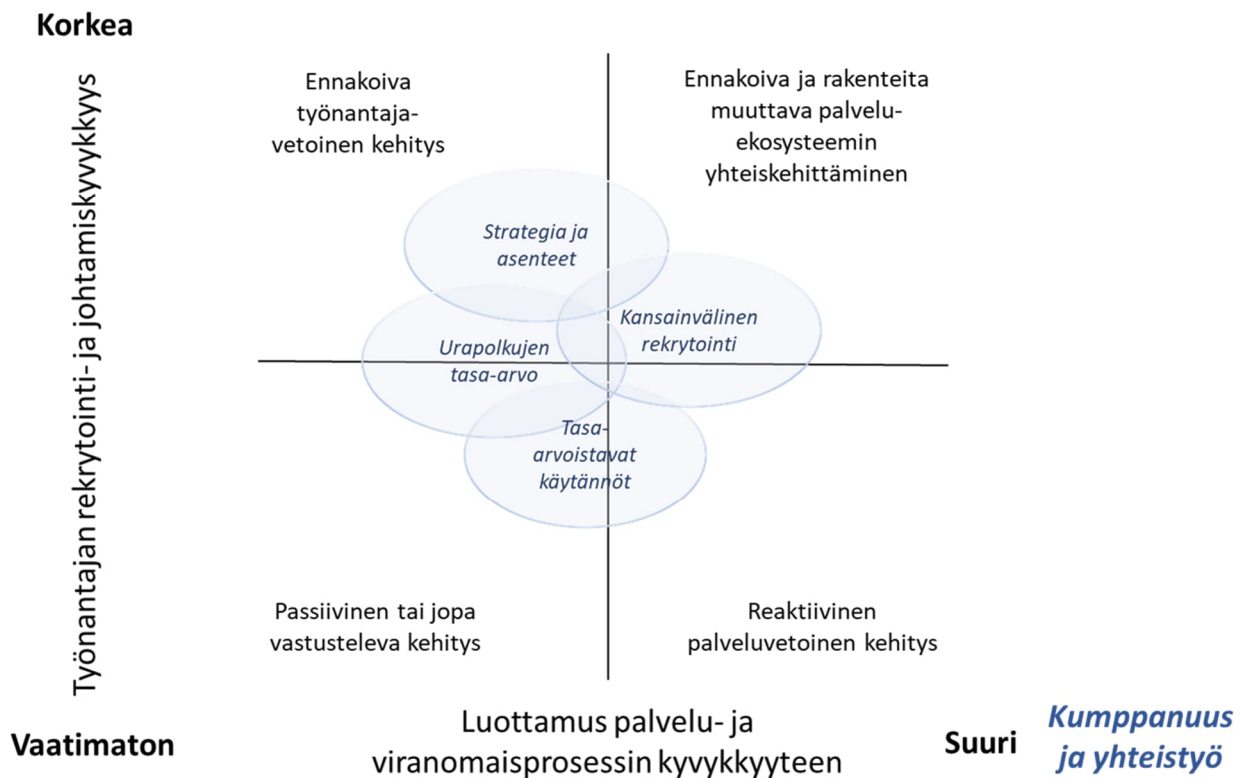 Korkea
Työnantajan rekrytointi- ja johtamiskyvykkyys
Ennakoiva
työnantaja-
vetoinen kehitys
Ennakoiva ja rakenteita
muuttava palvelu-
ekosysteemin
yhteiskehittäminen
Strategia ja
asenteet
Kansainvälinen
rekrytointi
Urapolkujen
tasa-arvo
Tasa-
arvoistavat
käytännöt
Passiivinen tai jopa
vastusteleva kehitys
Reaktiivinen
palveluvetoinen kehitys
Vaatimaton
Luottamus palvelu- ja
viranomaisprosessin kyvykkyyteen
Suuri
Kumppanuus
ja yhteistyö